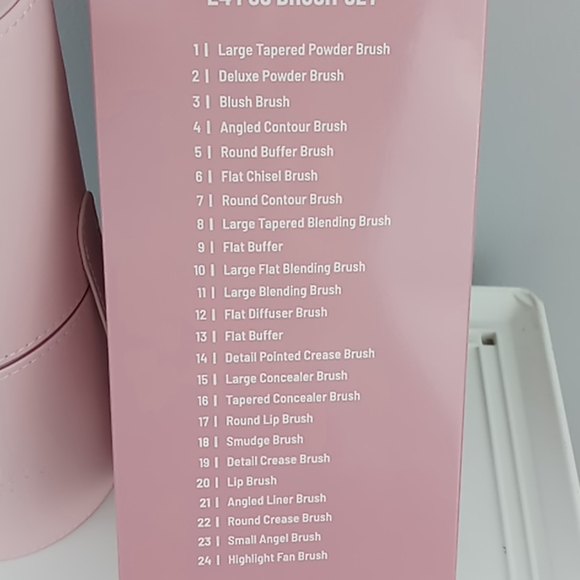 24 PCS BRUSH SET
1 | Large Tapered Powder Brush
2 | Deluxe Powder Brush
3 | Blush Brush
4 | Angled Contour Brush
5 | Round Buffer Brush
6 | Flat Chisel Brush
7 | Round Contour Brush
8 | Large Tapered Blending Brush
9 | Flat Buffer
10 | Large Flat Blending Brush
11 | Large Blending Brush
12 | Flat Diffuser Brush
13 | Flat Buffer
14 | Detail Pointed Crease Brush
15 | Large Concealer Brush
16 | Tapered Concealer Brush
17 | Round Lip Brush
18 | Smudge Brush
19 | Detail Crease Brush
20 | Lip Brush
21 | Angled Liner Brush
22 | Round Crease Brush
23 | Small Angel Brush
24 | Highlight Fan Brush